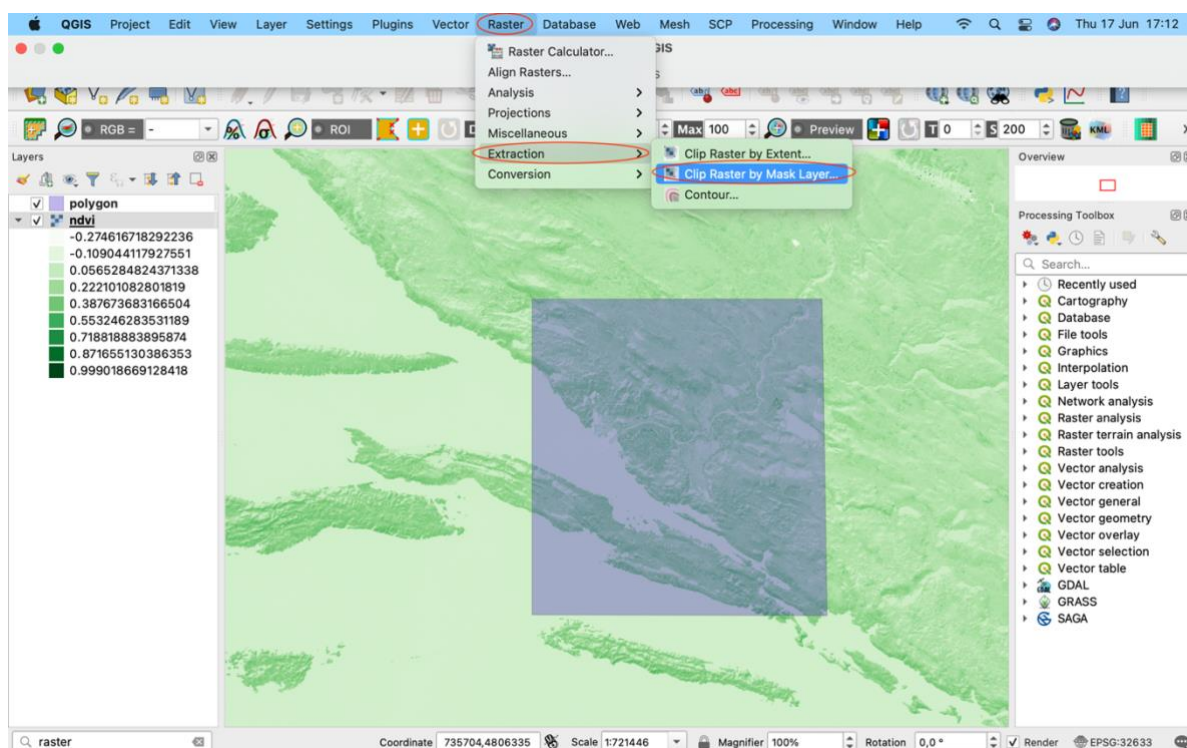 QGIS Project Edit View Layer Settings Plugins Vector Raster Database Web Mesh SCP Processing Window Help Thu 17 Jun 17:12
Raster Calculator...
Align Rasters...
Analysis
Projections
Miscellaneous
Extraction
Conversion
Clip Raster by Extent...
Clip Raster by Mask Layer...
Contour...
RGB = -
ROI
Max 100
Preview
T 0
S 200
KML
Layers
polygon
ndvi
-0.274616718292236
-0.109044117927551
0.0565284824371338
0.222101082801819
0.387673683166504
0.553246283531189
0.718818883895874
0.871655130386353
0.999018669128418
Overview
Processing Toolbox
Search...
Recently used
Cartography
Database
File tools
Graphics
Interpolation
Layer tools
Network analysis
Raster analysis
Raster terrain analysis
Raster tools
Vector analysis
Vector creation
Vector general
Vector geometry
Vector overlay
Vector selection
Vector table
GDAL
GRASS
SAGA
raster
Coordinate 735704,4806335 Scale 1:721446 Magnifier 100% Rotation 0,0 ° Render EPSG:32633